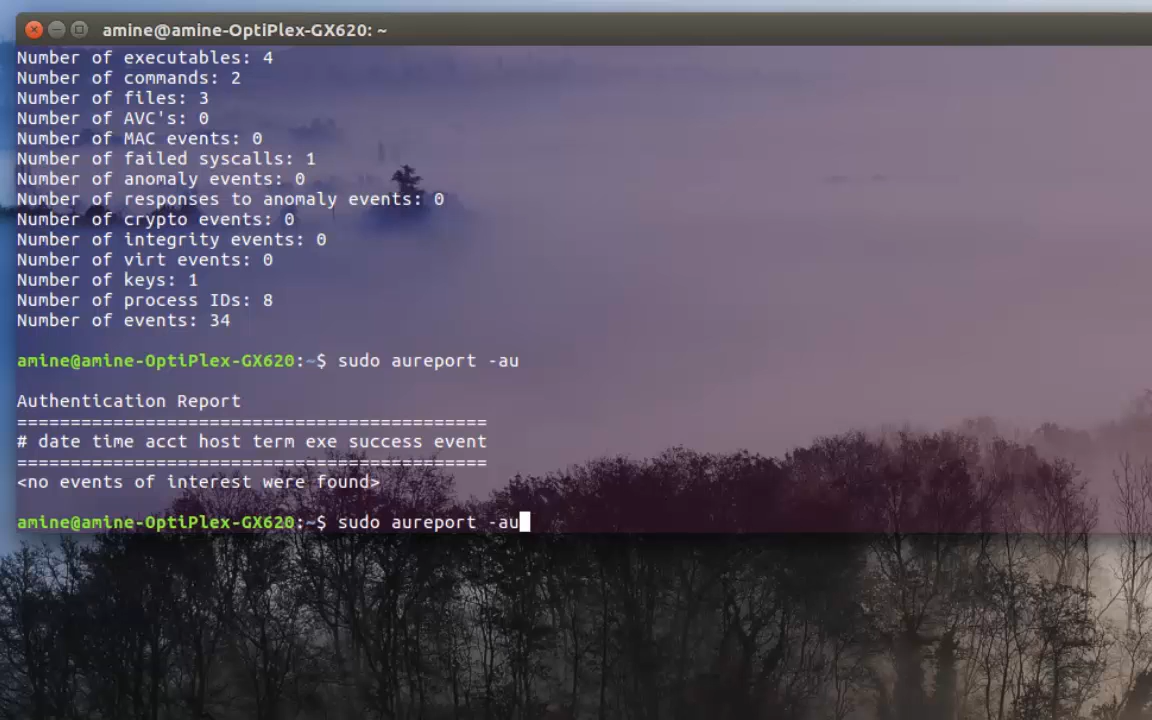 amine@amine-OptiPlex-GX620: ~
Number of executables: 4
Number of commands: 2
Number of files: 3
Number of AVC's: 0
Number of MAC events: 0
Number of failed syscalls: 1
Number of anomaly events: 0
Number of responses to anomaly events: 0
Number of crypto events: 0
Number of integrity events: 0
Number of virt events: 0
Number of keys: 1
Number of process IDs: 8
Number of events: 34
amine@amine-OptiPlex-GX620:~$ sudo aureport -au
Authentication Report
============================================
# date time acct host term exe success event
============================================
<no events of interest were found>
amine@amine-OptiPlex-GX620:~$ sudo aureport -au